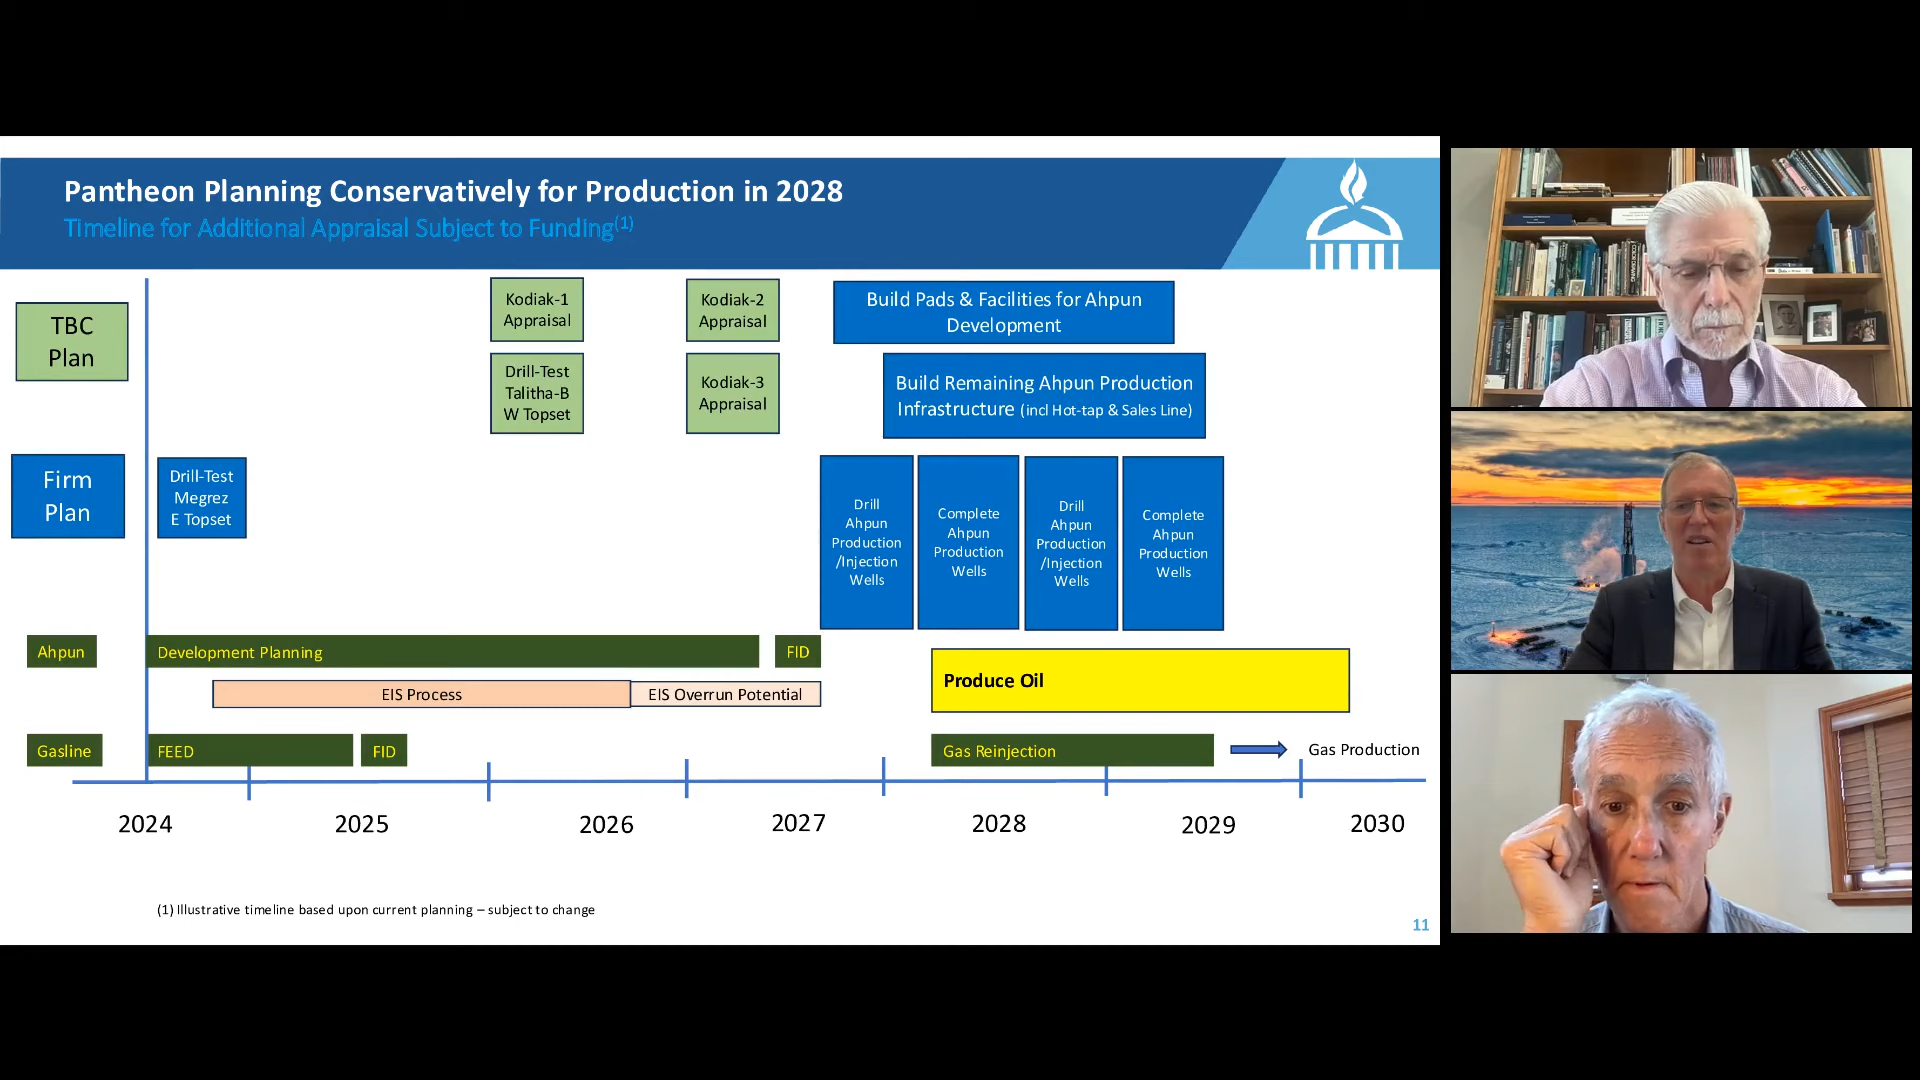 Pantheon Planning Conservatively for Production in 2028
Timeline for Additional Appraisal Subject to Funding(1)
TBC
Plan
Kodiak-1
Appraisal
Kodiak-2
Appraisal
Build Pads & Facilities for Ahpun
Development
Drill-Test
Talitha-B
W Topset
Kodiak-3
Appraisal
Build Remaining Ahpun Production
Infrastructure (incl Hot-tap & Sales Line)
Firm
Plan
Drill-Test
Megrez
E Topset
Drill
Ahpun
Production
/Injection
Wells
Complete
Ahpun
Production
Wells
Drill
Ahpun
Production
/Injection
Wells
Complete
Ahpun
Production
Wells
Ahpun
Development Planning
FID
EIS Process
EIS Overrun Potential
Produce Oil
Gasline
FEED
FID
Gas Reinjection
Gas Production
2024
2025
2026
2027
2028
2029
2030
(1) Illustrative timeline based upon current planning – subject to change
11